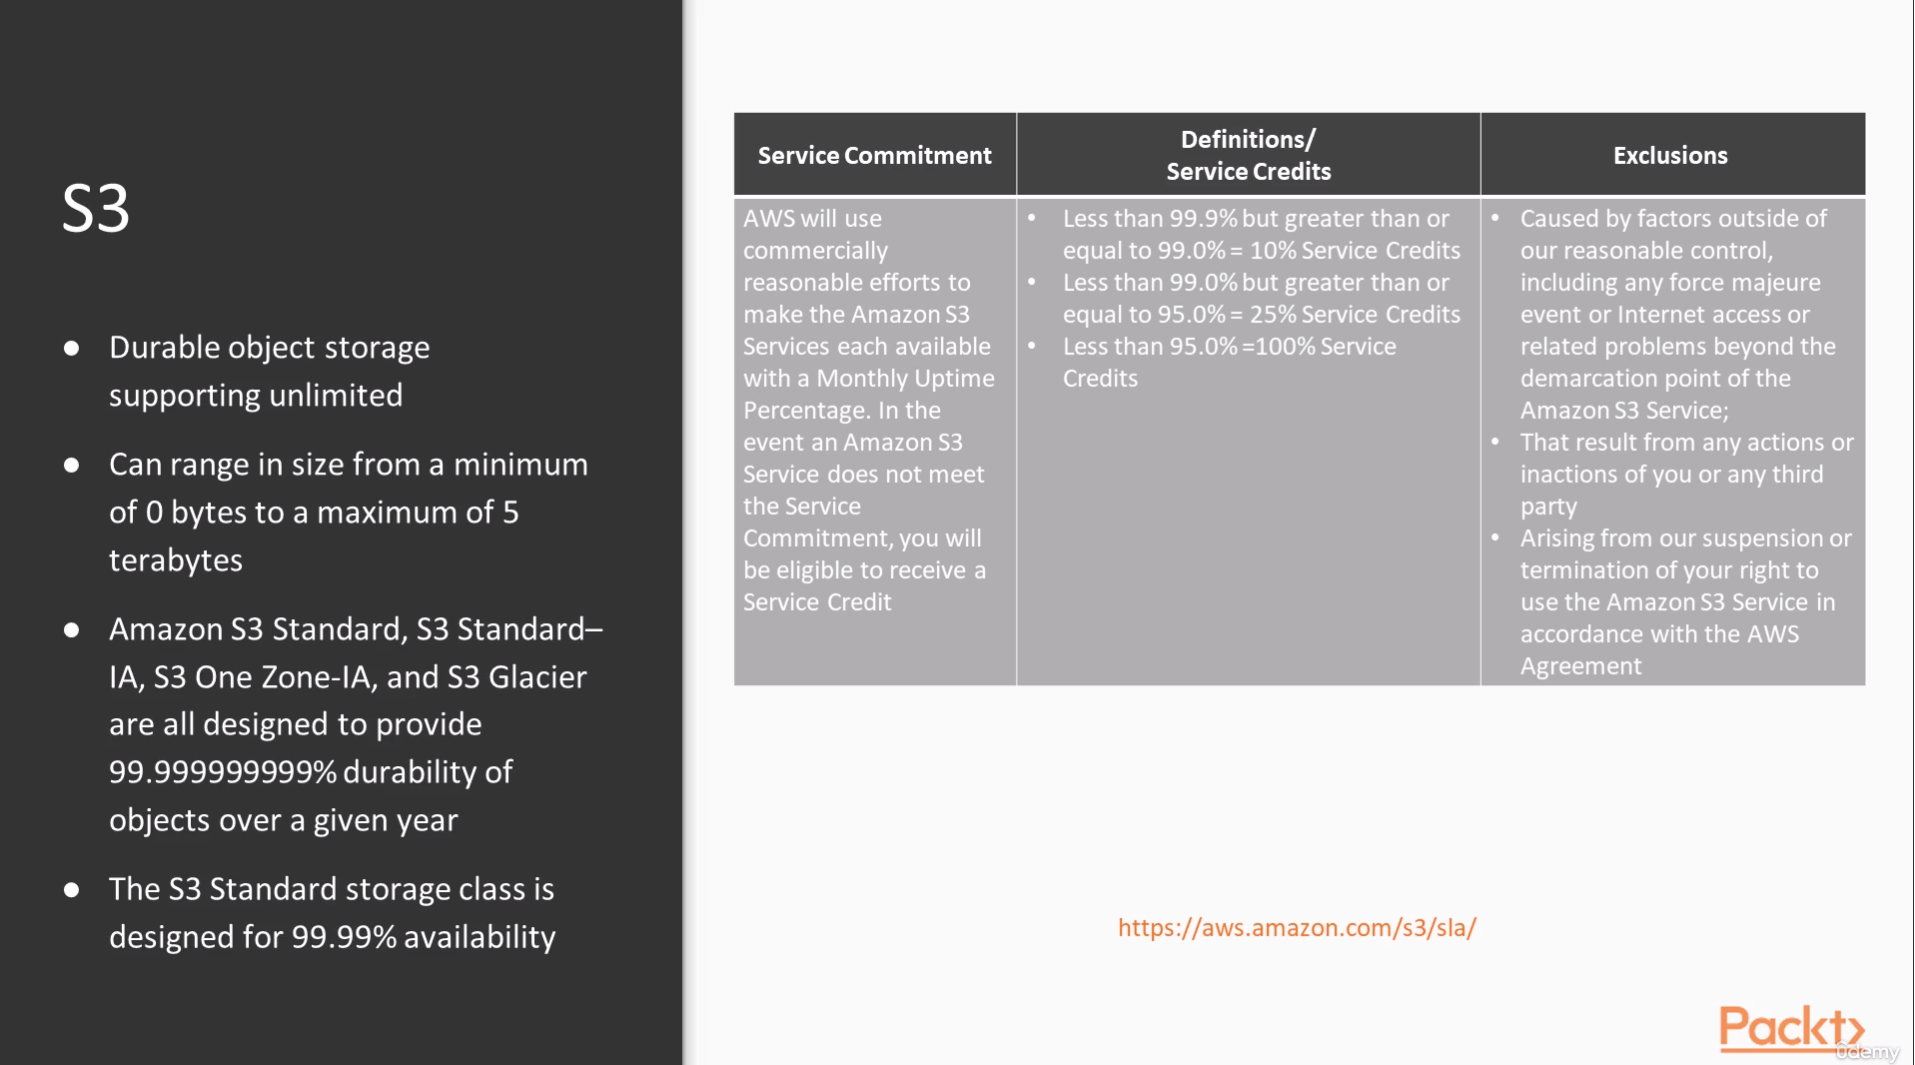 S3
● Durable object storage
supporting unlimited
● Can range in size from a minimum
of 0 bytes to a maximum of 5
terabytes
● Amazon S3 Standard, S3 Standard–
IA, S3 One Zone-IA, and S3 Glacier
are all designed to provide
99.999999999% durability of
objects over a given year
● The S3 Standard storage class is
designed for 99.99% availability
Service Commitment
Definitions/
Service Credits
Exclusions
AWS will use
commercially
reasonable efforts to
make the Amazon S3
Services each available
with a Monthly Uptime
Percentage. In the
event an Amazon S3
Service does not meet
the Service
Commitment, you will
be eligible to receive a
Service Credit
• Less than 99.9% but greater than or
equal to 99.0% = 10% Service Credits
• Less than 99.0% but greater than or
equal to 95.0% = 25% Service Credits
• Less than 95.0% =100% Service
Credits
• Caused by factors outside of
our reasonable control,
including any force majeure
event or Internet access or
related problems beyond the
demarcation point of the
Amazon S3 Service;
• That result from any actions or
inactions of you or any third
party
• Arising from our suspension or
termination of your right to
use the Amazon S3 Service in
accordance with the AWS
Agreement
https://aws.amazon.com/s3/sla/
Packt>
ûdemy